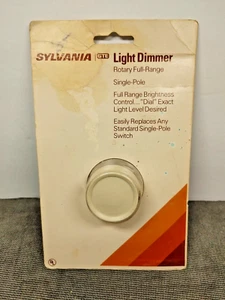 SYLVANIA GTE Light Dimmer
Rotary Full-Range
Single-Pole
Full Range Brightness
Control..."Dial" Exact
Light Level Desired
Easily Replaces Any
Standard Single-Pole
Switch